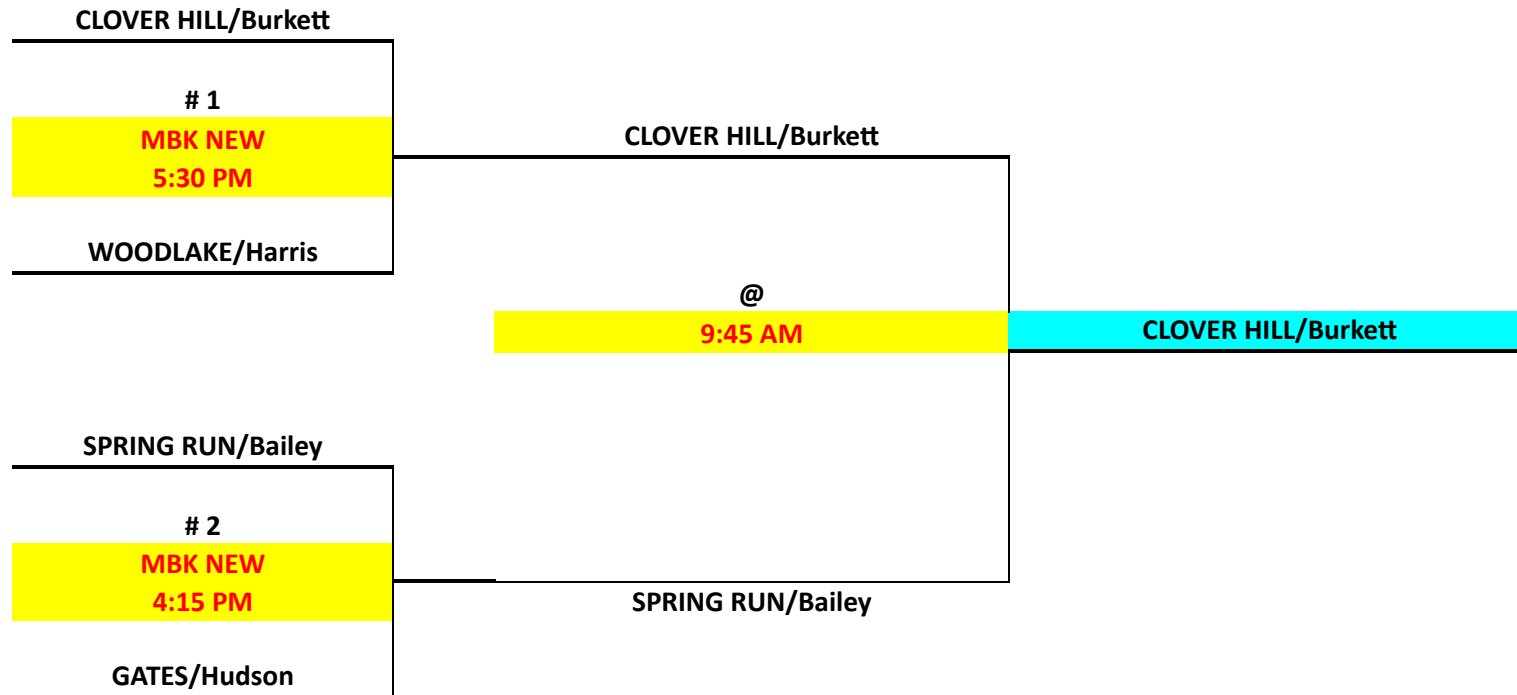 CLOVER HILL/Burkett
# 1
MBK NEW
5:30 PM
WOODLAKE/Harris
CLOVER HILL/Burkett
@
9:45 AM
CLOVER HILL/Burkett
SPRING RUN/Bailey
# 2
MBK NEW
4:15 PM
GATES/Hudson
SPRING RUN/Bailey